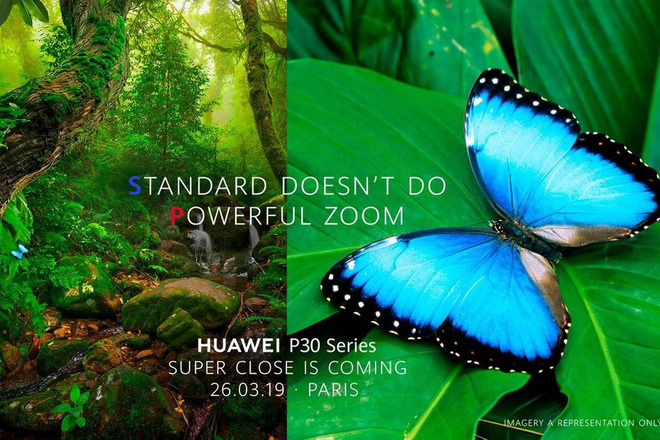 STANDARD DOESN'T DO
POWERFUL ZOOM
HUAWEI P30 Series
SUPER CLOSE IS COMING
26.03.19 · PARIS
IMAGERY A REPRESENTATION ONLY